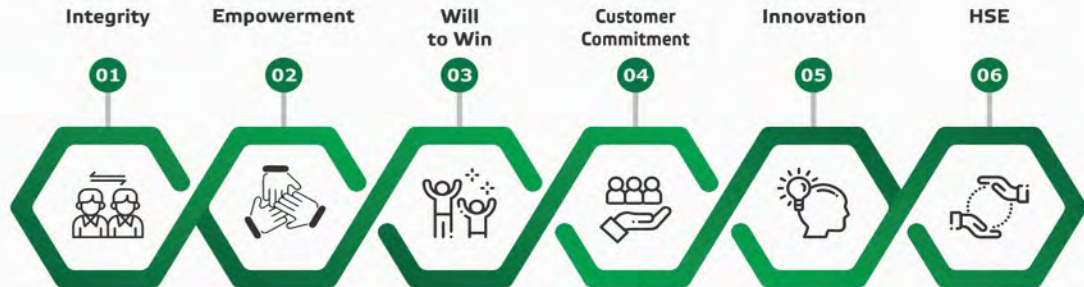 Integrity
Empowerment
Will
to Win
Customer
Commitment
Innovation
HSE
01
02
03
04
05
06